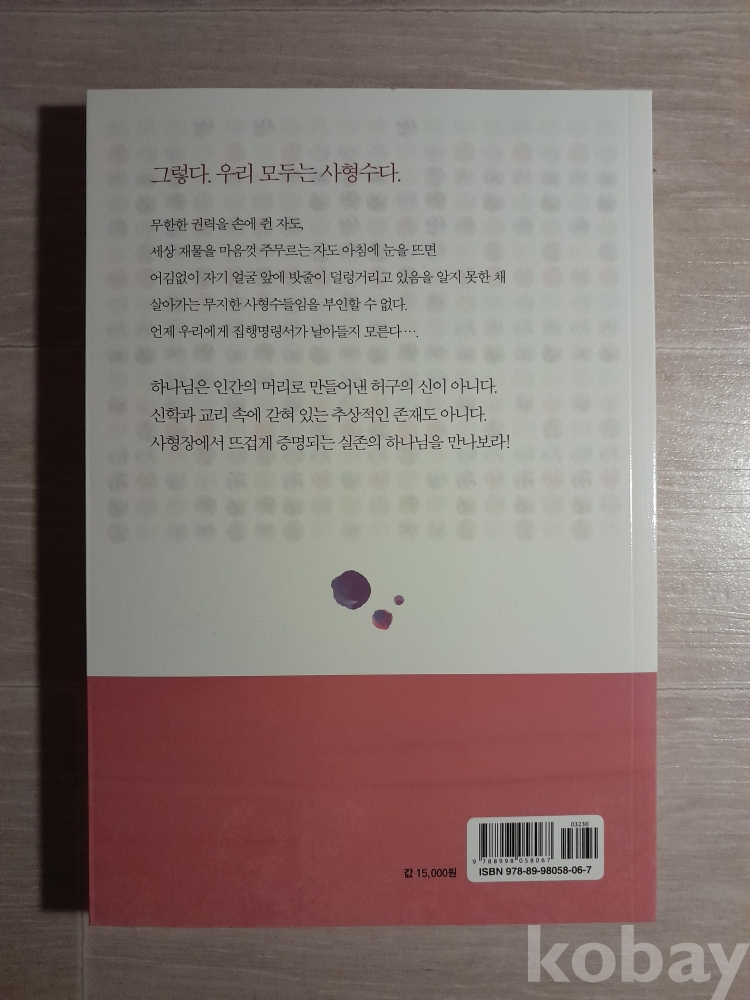 그렇다. 우리 모두는 사형수다.
무한한 권력을 손에 쥔 자도,
세상 재물을 마음껏 주무르는 자도 아침에 눈을 뜨면
어김없이 자기 얼굴 앞에 밧줄이 덜렁거리고 있음을 알지 못한 채
살아가는 무지한 사형수들임을 부인할 수 없다.
언제 우리에게 집행명령서가 날아들지 모른다….
하나님은 인간의 머리로 만들어낸 허구의 신이 아니다.
신학과 교리 속에 갇혀 있는 추상적인 존재도 아니다.
사형장에서 뜨겁게 증명되는 실존의 하나님을 만나보라!
03230
9 788998 058067
값 15,000원
ISBN 978-89-98058-06-7
kobay